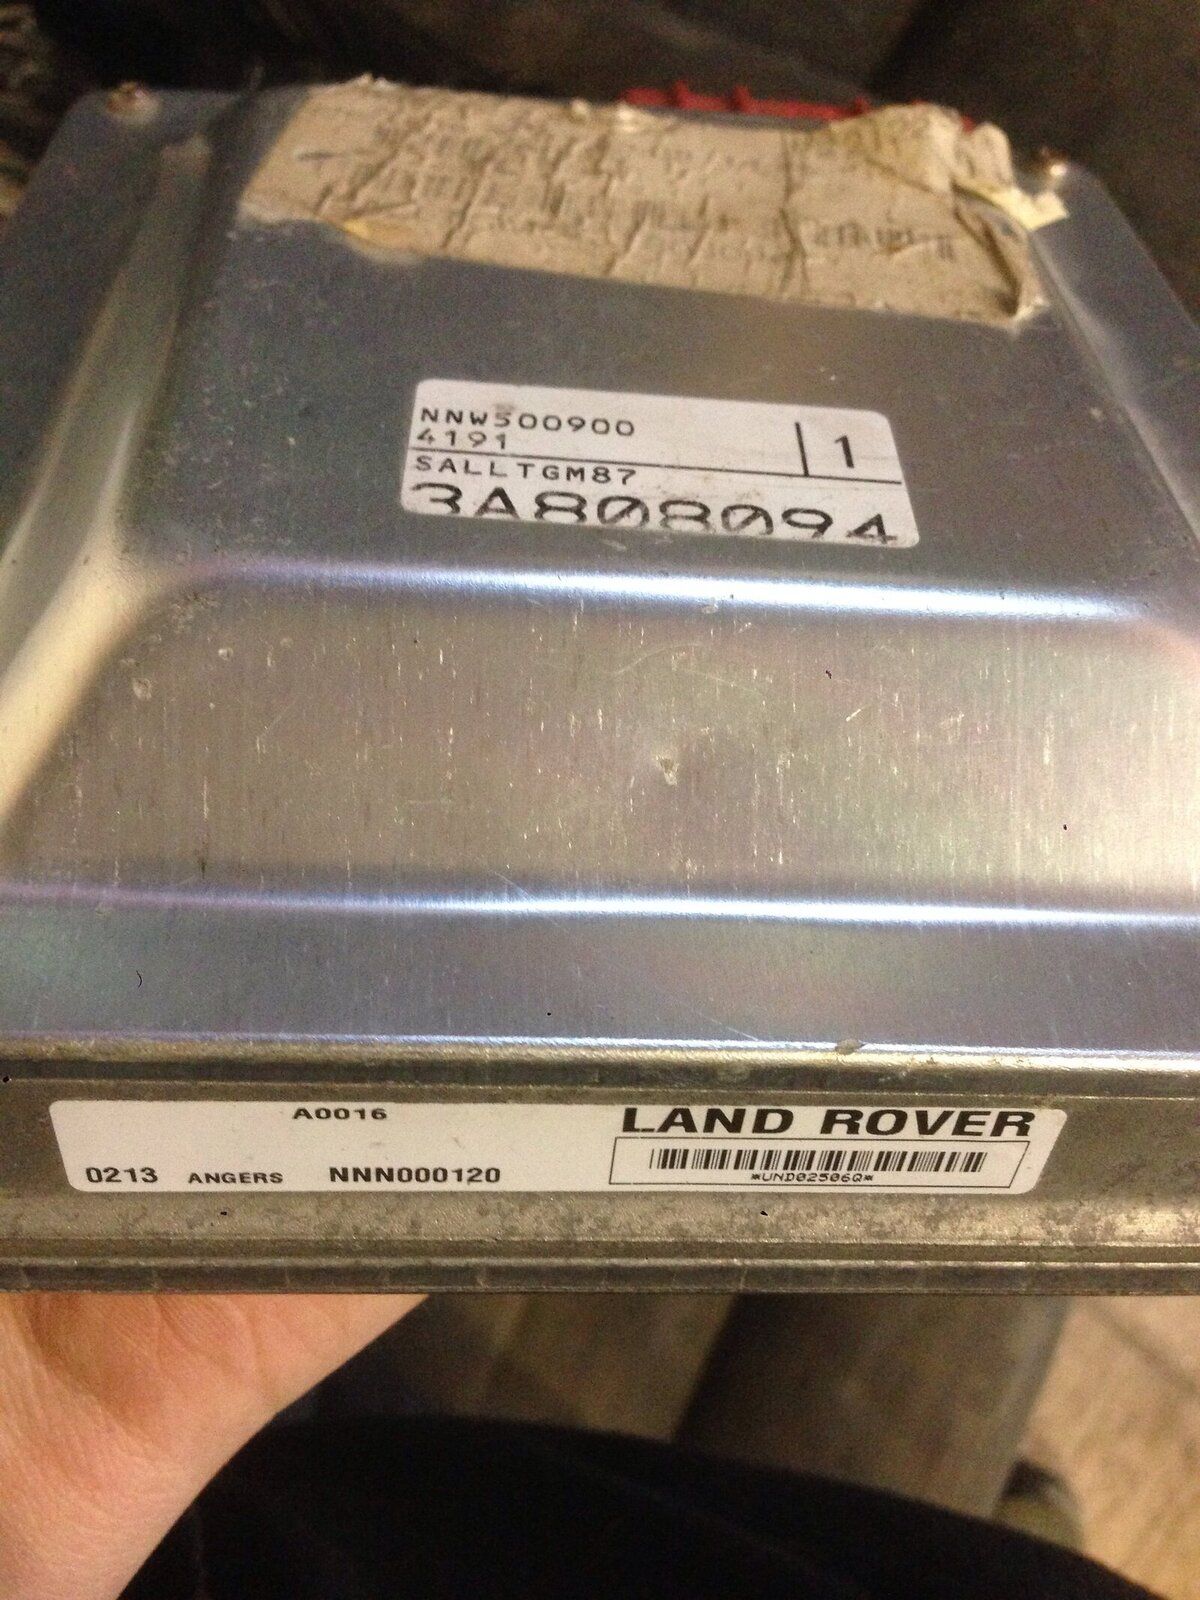 NNW500900
4191
1
SALLTGM87
3A808094
A0016
LAND ROVER
0213 ANGERS NNN000120
*UND02506Q*